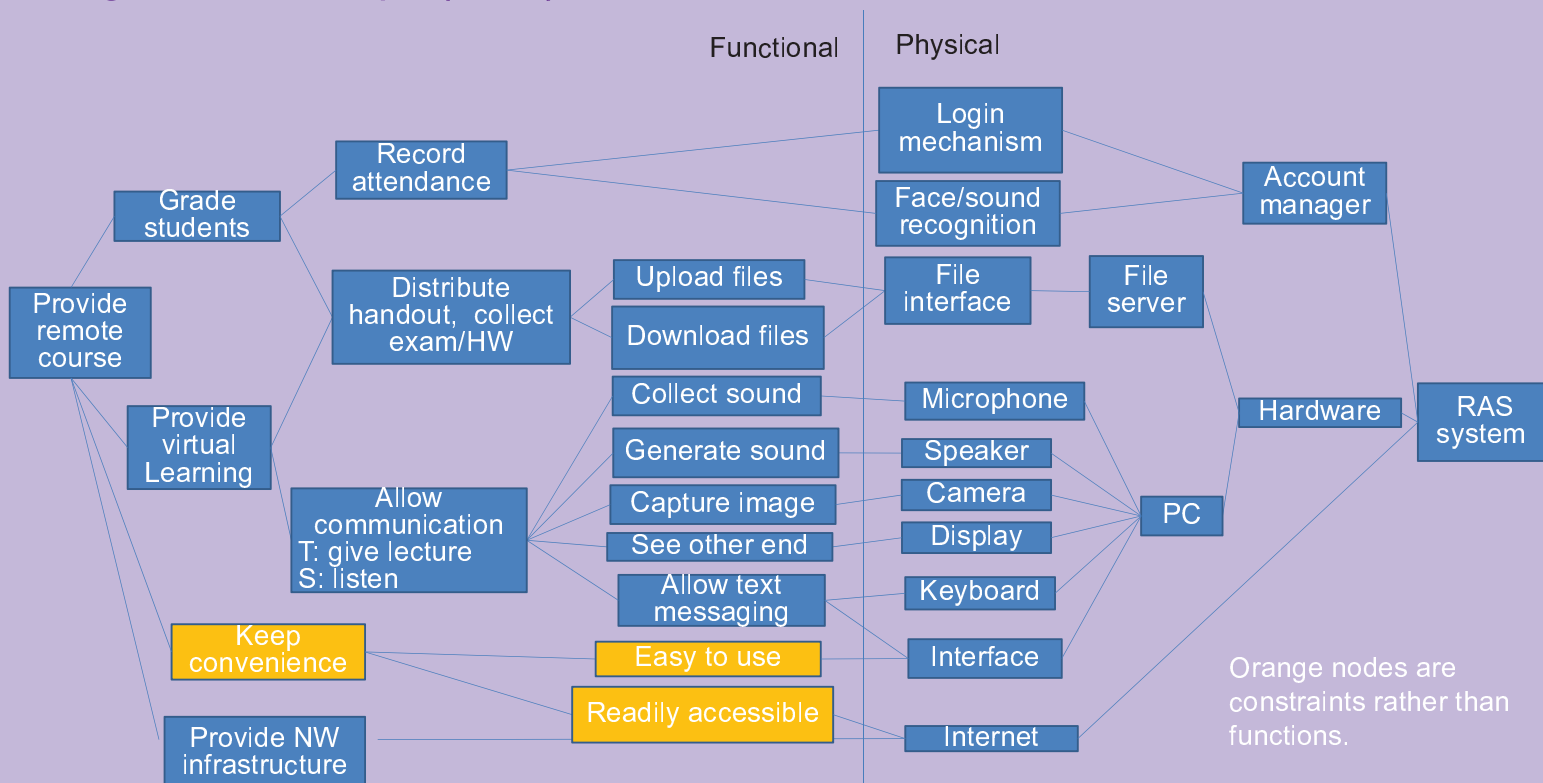 Functional
Physical
Login
mechanism
Record
attendance
Account
manager
Face/sound
recognition
Grade
students
Upload files
File
interface
File
server
Distribute
handout, collect
exam/HW
Provide
remote
course
Download files
Collect sound
Microphone
Hardware
RAS
system
Provide
virtual
Learning
Generate sound
Speaker
Allow
communication
T: give lecture
S: listen
Capture image
Camera
PC
See other end
Display
Allow text
messaging
Keyboard
Keep
convenience
Easy to use
Interface
Orange nodes are
constraints rather than
functions.
Readily accessible
Provide NW
infrastructure
Internet